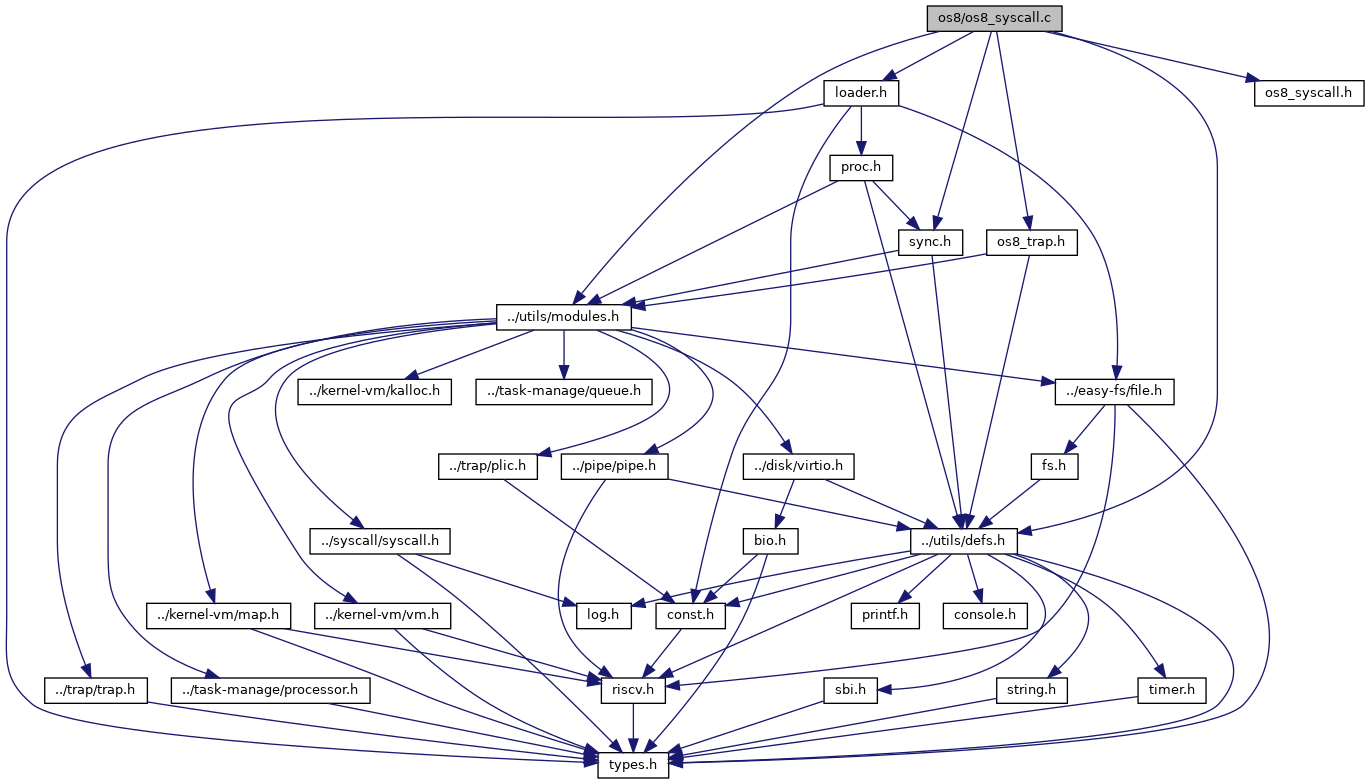 os8/os8_syscall.c
loader.h
os8_syscall.h
proc.h
sync.h
os8_trap.h
../utils/modules.h
../kernel-vm/kalloc.h
../task-manage/queue.h
../easy-fs/file.h
../trap/plic.h
../pipe/pipe.h
../disk/virtio.h
fs.h
../syscall/syscall.h
bio.h
../utils/defs.h
../kernel-vm/map.h
../kernel-vm/vm.h
log.h
const.h
printf.h
console.h
../trap/trap.h
../task-manage/processor.h
riscv.h
sbi.h
string.h
timer.h
types.h